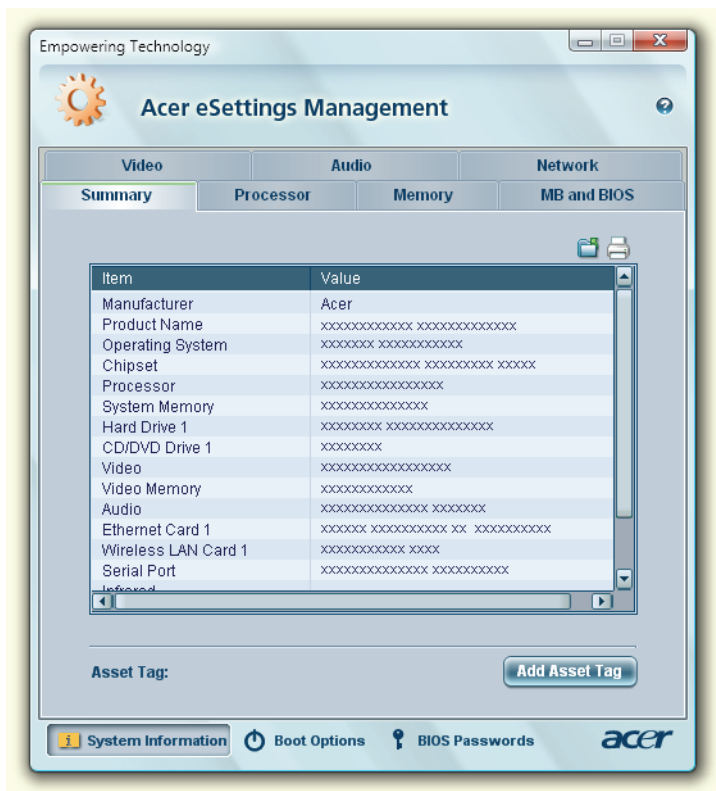 Empowering Technology
Acer eSettings Management
Video Audio Network
Summary Processor Memory MB and BIOS
Item Value
Manufacturer Acer
Product Name xxxxxxxxxxxx xxxxxxxxxxxxx
Operating System xxxxxxx xxxxxxxxxxx
Chipset xxxxxxxxxxxxx xxxxxxxxx xxxxx
Processor xxxxxxxxxxxxxxxx
System Memory xxxxxxxxxxxxxx
Hard Drive 1 xxxxxxxx xxxxxxxxxxxxxx
CD/DVD Drive 1 xxxxxxxx
Video xxxxxxxxxxxxxxxxx
Video Memory xxxxxxxxxxxx
Audio xxxxxxxxxxxxxx xxxxxxx
Ethernet Card 1 xxxxxx xxxxxxxxxx xx xxxxxxxxxx
Wireless LAN Card 1 xxxxxxxxxxx xxxx
Serial Port xxxxxxxxxxxxxx xxxxxxxxxx
Infrared
Asset Tag: Add Asset Tag
System Information Boot Options BIOS Passwords acer